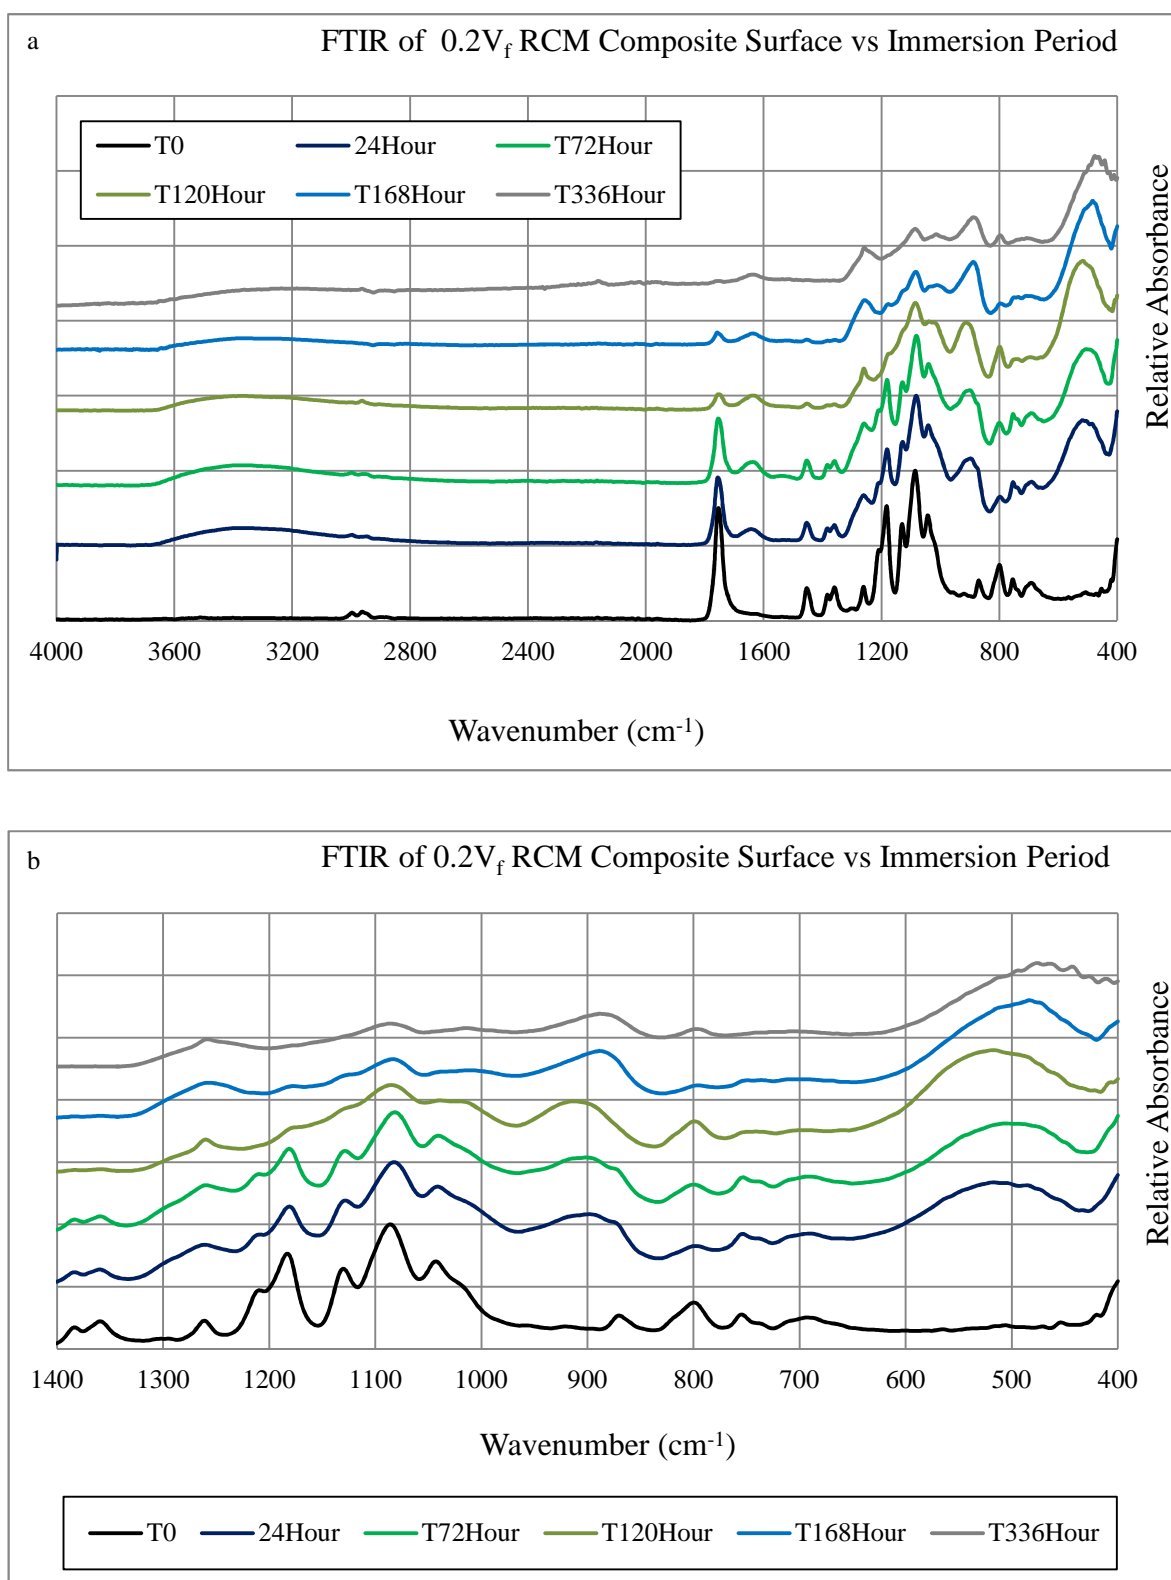 a
FTIR of 0.2Vf RCM Composite Surface vs Immersion Period
T0 24Hour T72Hour
T120Hour T168Hour T336Hour
Relative Absorbance
4000 3600 3200 2800 2400 2000 1600 1200 800 400
Wavenumber (cm-1)
b
FTIR of 0.2Vf RCM Composite Surface vs Immersion Period
Relative Absorbance
1400 1300 1200 1100 1000 900 800 700 600 500 400
Wavenumber (cm-1)
T0 24Hour T72Hour T120Hour T168Hour T336Hour